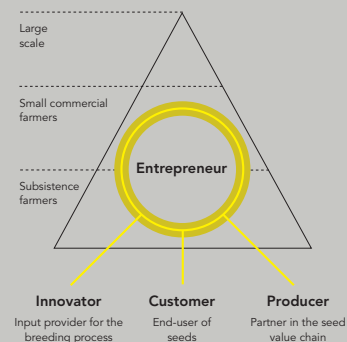 Large
scale
Small commercial
farmers
Entrepreneur
Subsistence
farmers
Innovator
Input provider for the
breeding process
Customer
End-user of
seeds
Producer
Partner in the seed
value chain